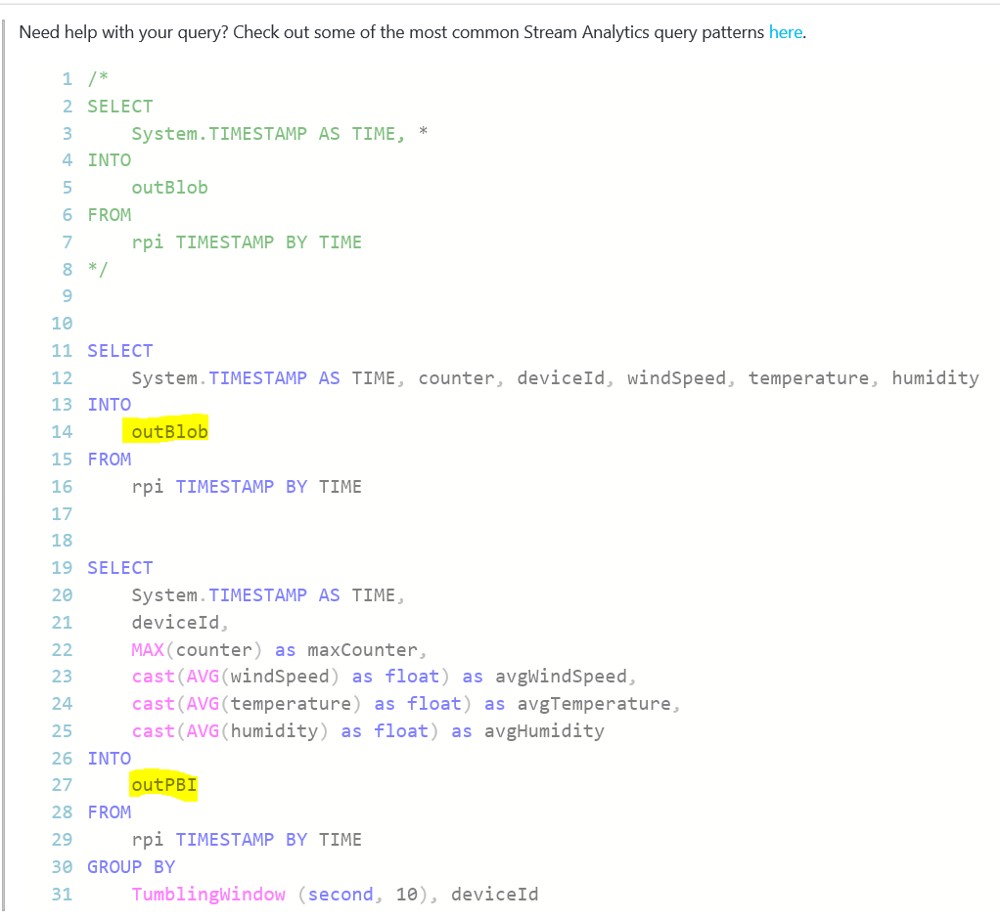 Need help with your query? Check out some of the most common Stream Analytics query patterns here.
1 /*
2 SELECT
3     System.TIMESTAMP AS TIME, *
4 INTO
5     outBlob
6 FROM
7     rpi TIMESTAMP BY TIME
8 */
9
10
11 SELECT
12     System.TIMESTAMP AS TIME, counter, deviceId, windSpeed, temperature, humidity
13 INTO
14     outBlob
15 FROM
16     rpi TIMESTAMP BY TIME
17
18
19 SELECT
20     System.TIMESTAMP AS TIME,
21     deviceId,
22     MAX(counter) as maxCounter,
23     cast(AVG(windSpeed) as float) as avgWindSpeed,
24     cast(AVG(temperature) as float) as avgTemperature,
25     cast(AVG(humidity) as float) as avgHumidity
26 INTO
27     outPBI
28 FROM
29     rpi TIMESTAMP BY TIME
30 GROUP BY
31     TumblingWindow (second, 10), deviceId